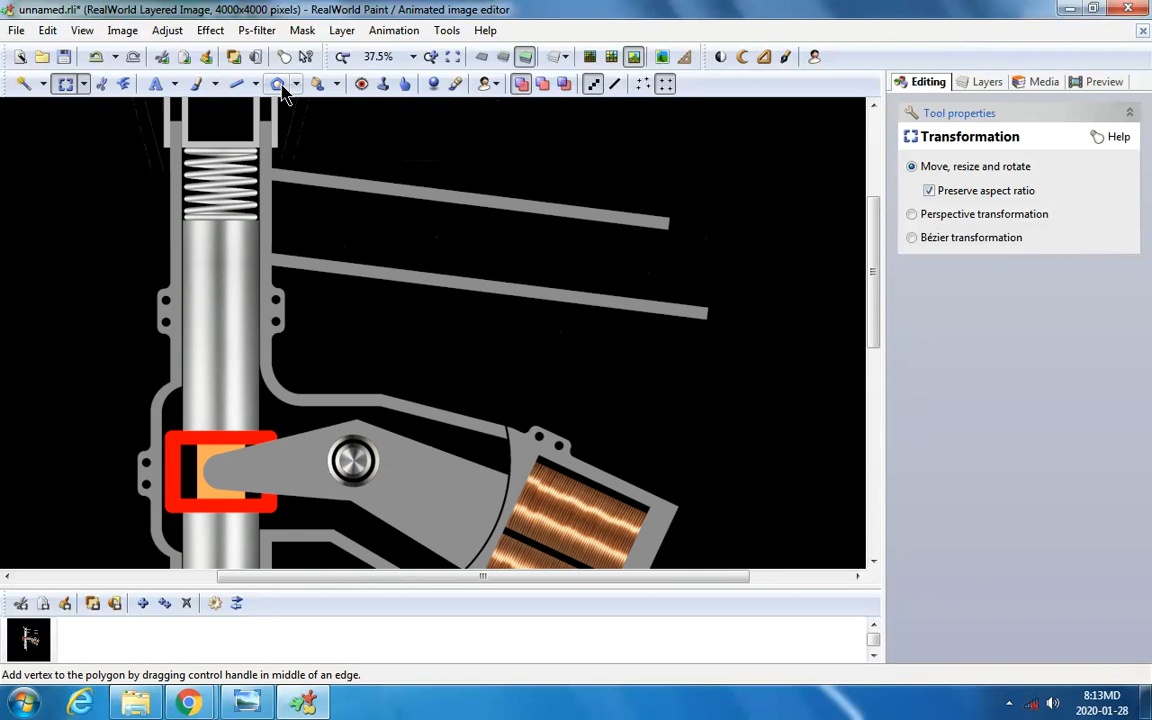 unnamed.rli* (RealWorld Layered Image, 4000x4000 pixels) - RealWorld Paint / Animated image editor
File Edit View Image Adjust Effect Ps-filter Mask Layer Animation Tools Help
37.5%
Editing Layers Media Preview
Tool properties
Transformation Help
Move, resize and rotate
Preserve aspect ratio
Perspective transformation
Bézier transformation
Add vertex to the polygon by dragging control handle in middle of an edge.
8:13MD
2020-01-28